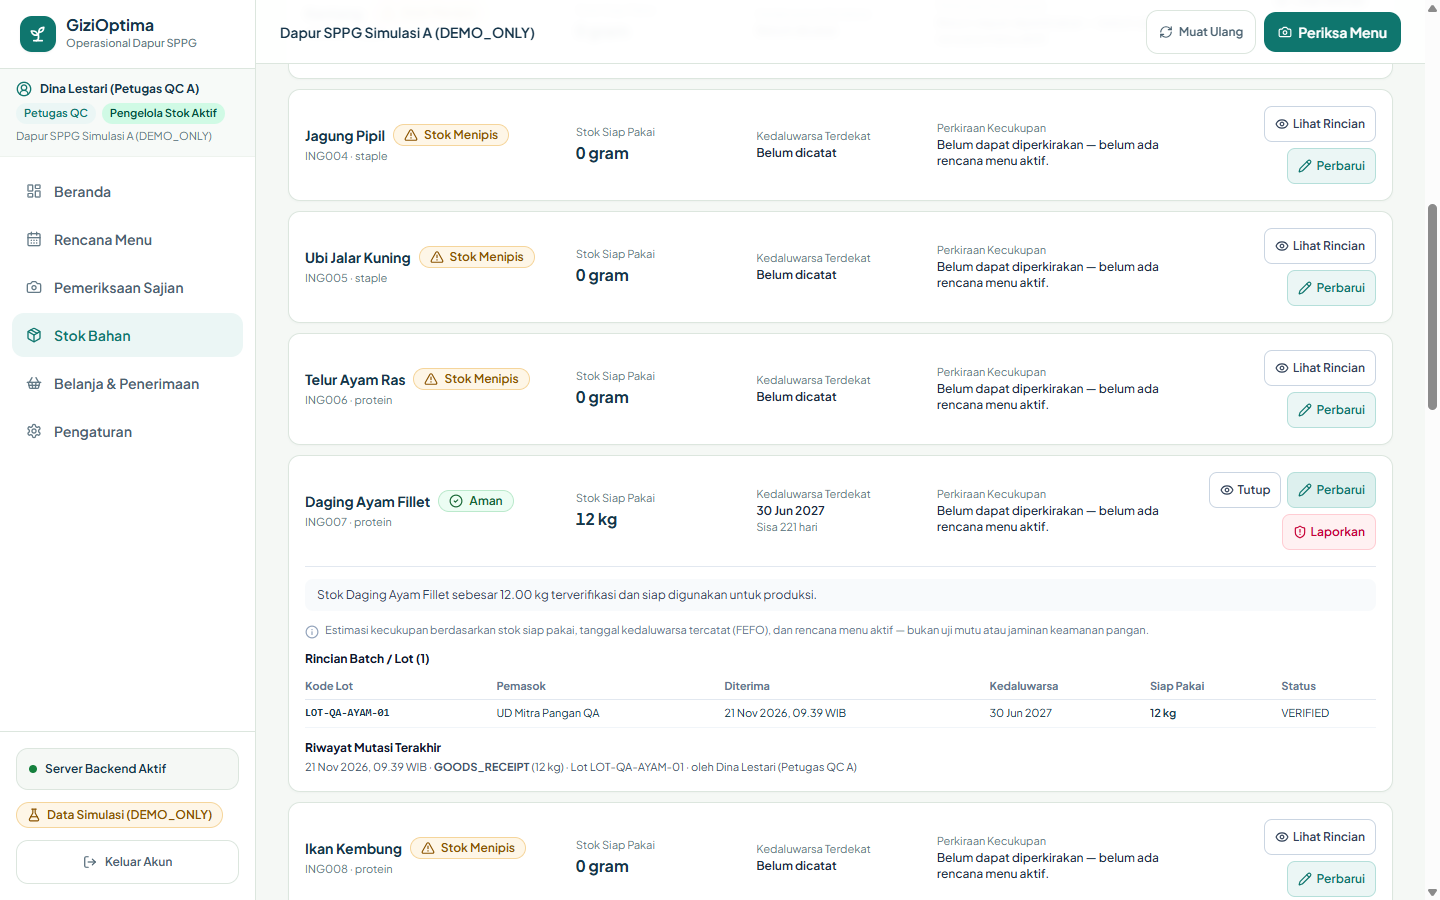 GiziOptima
Operasional Dapur SPPG
Dina Lestari (Petugas QC A)
Petugas QC
Pengelola Stok Aktif
Dapur SPPG Simulasi A (DEMO_ONLY)
Beranda
Rencana Menu
Pemeriksaan Sajian
Stok Bahan
Belanja & Penerimaan
Pengaturan
Server Backend Aktif
Data Simulasi (DEMO_ONLY)
Keluar Akun
Dapur SPPG Simulasi A (DEMO_ONLY)
Muat Ulang
Periksa Menu
Jagung Pipil
Stok Menipis
ING004 · staple
Stok Siap Pakai
0 gram
Kedaluwarsa Terdekat
Belum dicatat
Perkiraan Kecukupan
Belum dapat diperkirakan — belum ada
rencana menu aktif.
Lihat Rincian
Perbarui
Ubi Jalar Kuning
Stok Menipis
ING005 · staple
Stok Siap Pakai
0 gram
Kedaluwarsa Terdekat
Belum dicatat
Perkiraan Kecukupan
Belum dapat diperkirakan — belum ada
rencana menu aktif.
Lihat Rincian
Perbarui
Telur Ayam Ras
Stok Menipis
ING006 · protein
Stok Siap Pakai
0 gram
Kedaluwarsa Terdekat
Belum dicatat
Perkiraan Kecukupan
Belum dapat diperkirakan — belum ada
rencana menu aktif.
Lihat Rincian
Perbarui
Daging Ayam Fillet
Aman
ING007 · protein
Stok Siap Pakai
12 kg
Kedaluwarsa Terdekat
30 Jun 2027
Sisa 221 hari
Perkiraan Kecukupan
Belum dapat diperkirakan — belum ada
rencana menu aktif.
Tutup
Perbarui
Laporkan
Stok Daging Ayam Fillet sebesar 12.00 kg terverifikasi dan siap digunakan untuk produksi.
Estimasi kecukupan berdasarkan stok siap pakai, tanggal kedaluwarsa tercatat (FEFO), dan rencana menu aktif — bukan uji mutu atau jaminan keamanan pangan.
Rincian Batch / Lot (1)
Kode Lot Pemasok Diterima Kedaluwarsa Siap Pakai Status
LOT-QA-AYAM-01 UD Mitra Pangan QA 21 Nov 2026, 09.39 WIB 30 Jun 2027 12 kg VERIFIED
Riwayat Mutasi Terakhir
21 Nov 2026, 09.39 WIB · GOODS_RECEIPT (12 kg) · Lot LOT-QA-AYAM-01 · oleh Dina Lestari (Petugas QC A)
Ikan Kembung
Stok Menipis
ING008 · protein
Stok Siap Pakai
0 gram
Kedaluwarsa Terdekat
Belum dicatat
Perkiraan Kecukupan
Belum dapat diperkirakan — belum ada
rencana menu aktif.
Lihat Rincian
Perbarui